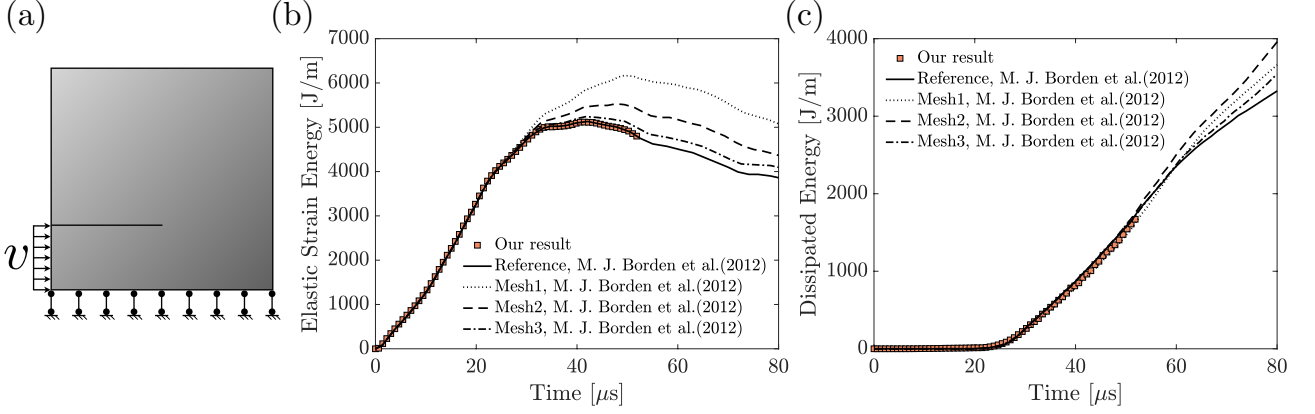 (a)
v
(b)
Elastic Strain Energy [J/m]
7000
6000
5000
4000
3000
2000
1000
0
Our result
Reference, M. J. Borden et al.(2012)
Mesh1, M. J. Borden et al.(2012)
Mesh2, M. J. Borden et al.(2012)
Mesh3, M. J. Borden et al.(2012)
0 20 40 60 80
Time [μs]
(c)
Dissipated Energy [J/m]
4000
3000
2000
1000
0
Our result
Reference, M. J. Borden et al.(2012)
Mesh1, M. J. Borden et al.(2012)
Mesh2, M. J. Borden et al.(2012)
Mesh3, M. J. Borden et al.(2012)
0 20 40 60 80
Time [μs]